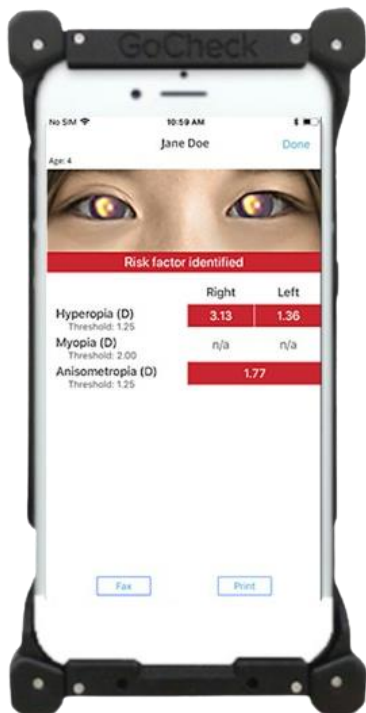 GoCheck
No SIM 10:59 AM
Jane Doe Done
Age: 4
Risk factor identified
Right Left
Hyperopia (D) 3.13 1.36
Threshold: 1.25
Myopia (D) n/a n/a
Threshold: 2.00
Anisometropia (D) 1.77
Threshold: 1.25
Fax Print